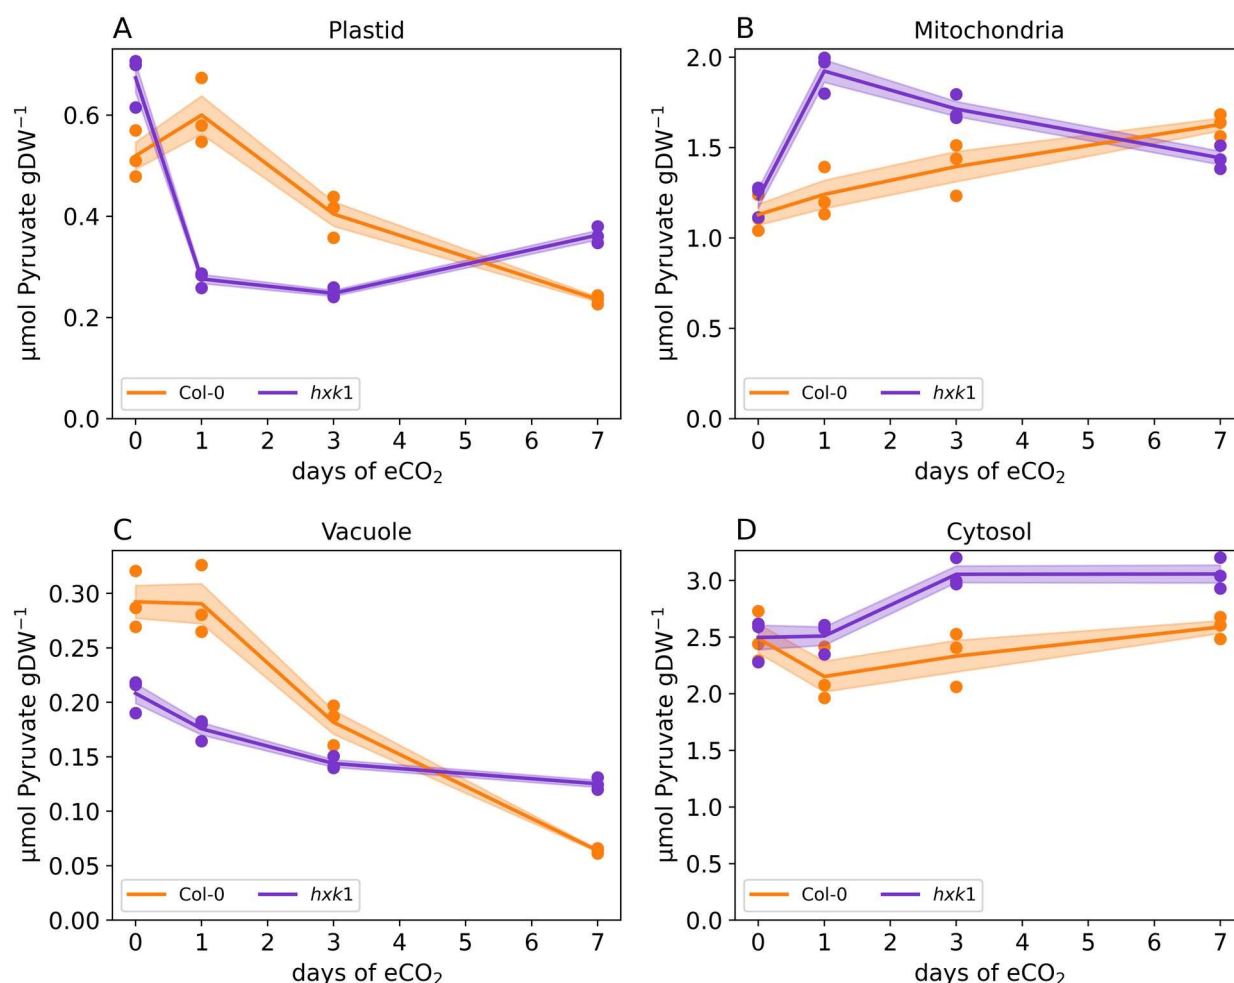 A
Plastid
µmol Pyruvate gDW⁻¹
0.6
0.4
0.2
0.0
Col-0 hxk1
0 1 2 3 4 5 6 7
days of eCO₂
B
Mitochondria
µmol Pyruvate gDW⁻¹
2.0
1.5
1.0
0.5
0.0
Col-0 hxk1
0 1 2 3 4 5 6 7
days of eCO₂
C
Vacuole
µmol Pyruvate gDW⁻¹
0.30
0.25
0.20
0.15
0.10
0.05
0.00
Col-0 hxk1
0 1 2 3 4 5 6 7
days of eCO₂
D
Cytosol
µmol Pyruvate gDW⁻¹
3.0
2.5
2.0
1.5
1.0
0.5
0.0
Col-0 hxk1
0 1 2 3 4 5 6 7
days of eCO₂